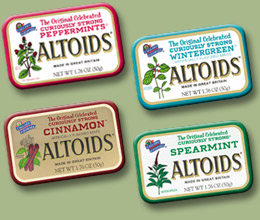 The Original Celebrated
CURIOUSLY STRONG
PEPPERMINTS
ALTOIDS
MADE IN GREAT BRITAIN
NET WT 1.76 OZ (50g)
The Original Celebrated
CURIOUSLY STRONG
WINTERGREEN
ALTOIDS
MADE IN GREAT BRITAIN
NET WT 1.76 OZ (50g)
The Original Celebrated
CURIOUSLY STRONG
CINNAMON
ALTOIDS
MADE IN GREAT BRITAIN
NET WT 1.76 OZ (50g)
The Original Celebrated
CURIOUSLY STRONG
SPEARMINT
ALTOIDS
MADE IN GREAT BRITAIN
NET WT 1.76 OZ (50g)